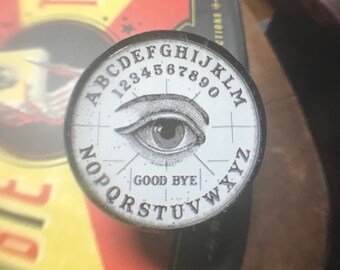 ABCDEFGHIJKLM
1234567890
GOOD BYE
NOPQRSTUVWXYZ